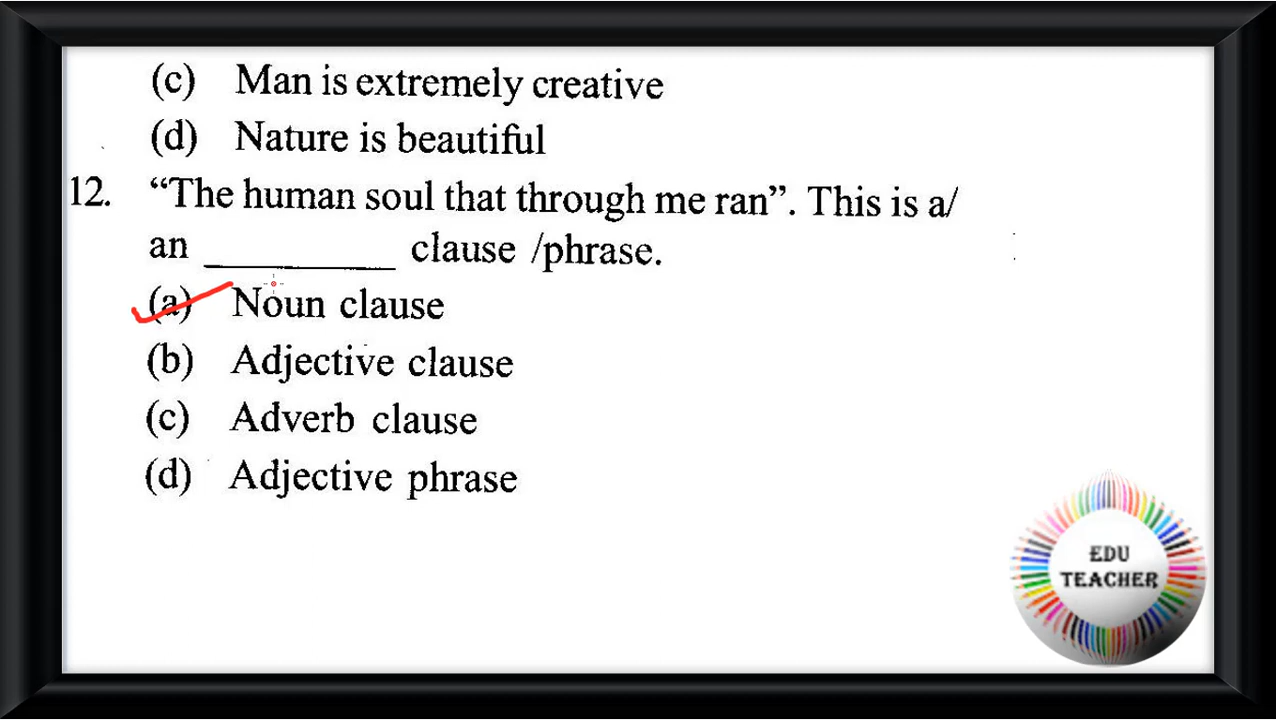 (c) Man is extremely creative
(d) Nature is beautiful
12. “The human soul that through me ran”. This is a/
an ________ clause /phrase.
(a) Noun clause
(b) Adjective clause
(c) Adverb clause
(d) Adjective phrase
EDU
TEACHER